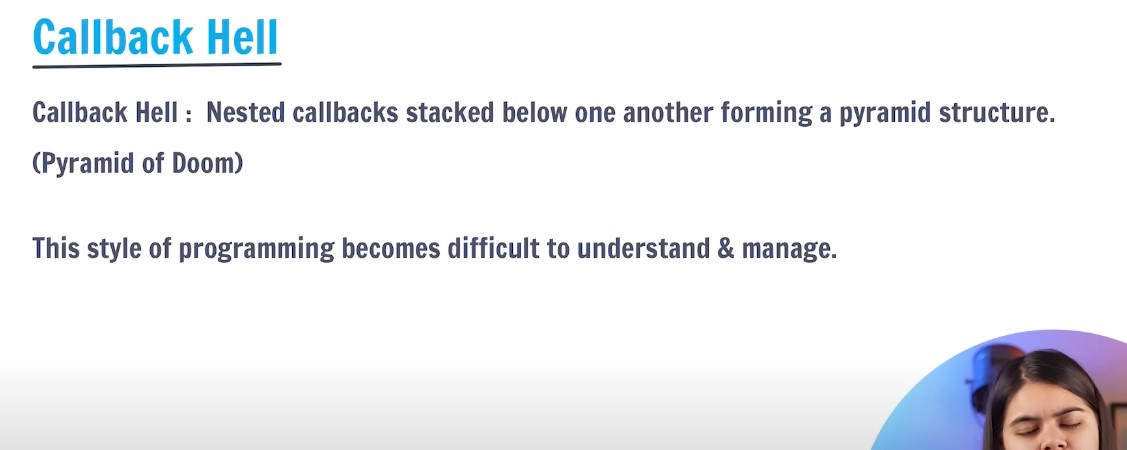 Callback Hell
Callback Hell : Nested callbacks stacked below one another forming a pyramid structure.
(Pyramid of Doom)
This style of programming becomes difficult to understand & manage.